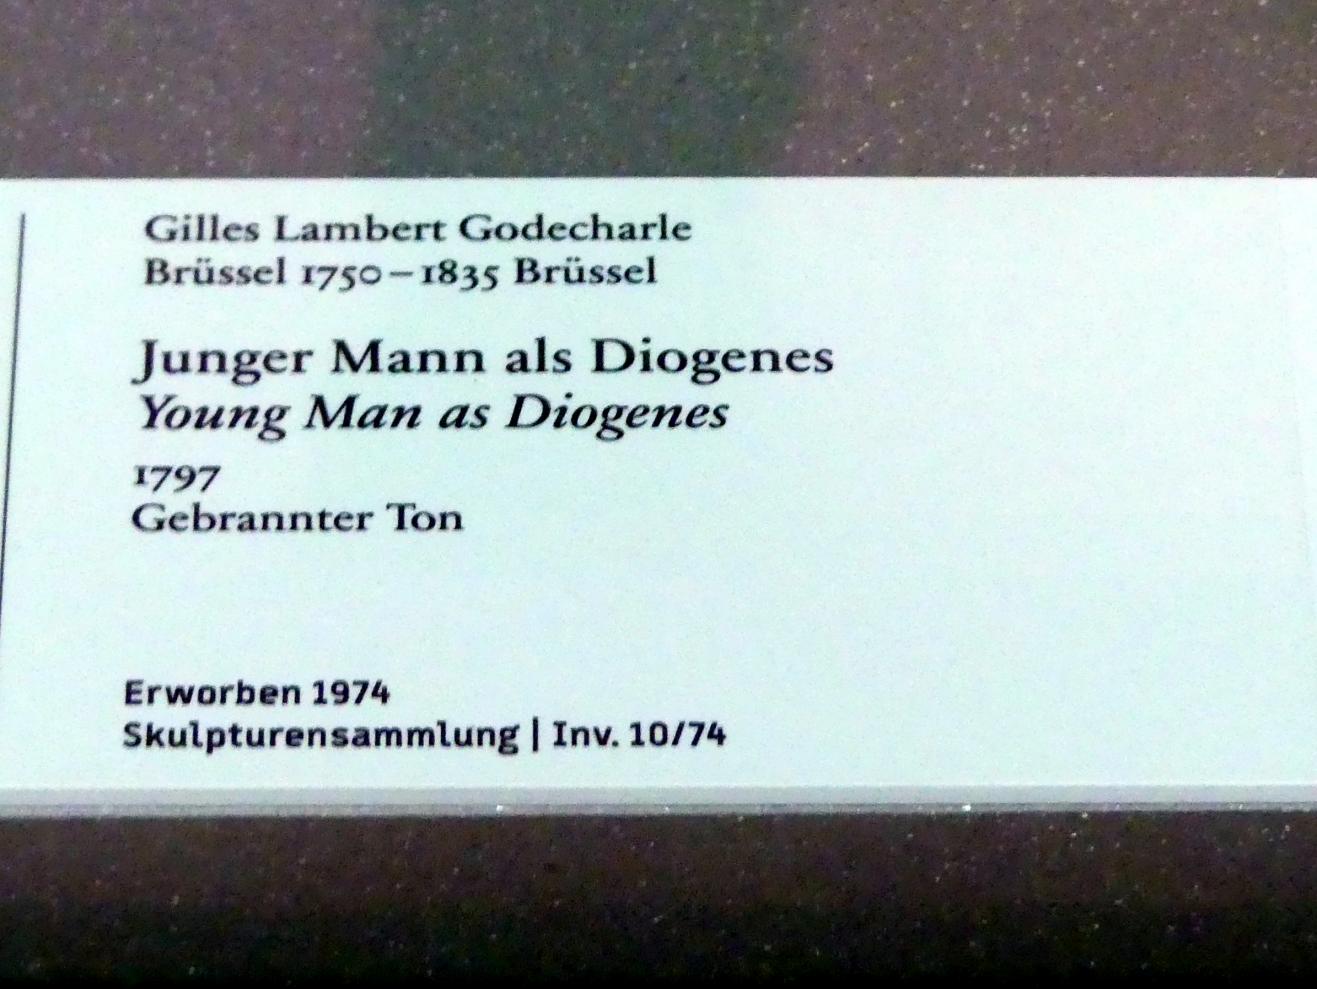 Gilles Lambert Godecharle
Brüssel 1750–1835 Brüssel
Junger Mann als Diogenes
Young Man as Diogenes
1797
Gebrannter Ton
Erworben 1974
Skulpturensammlung | Inv. 10/74